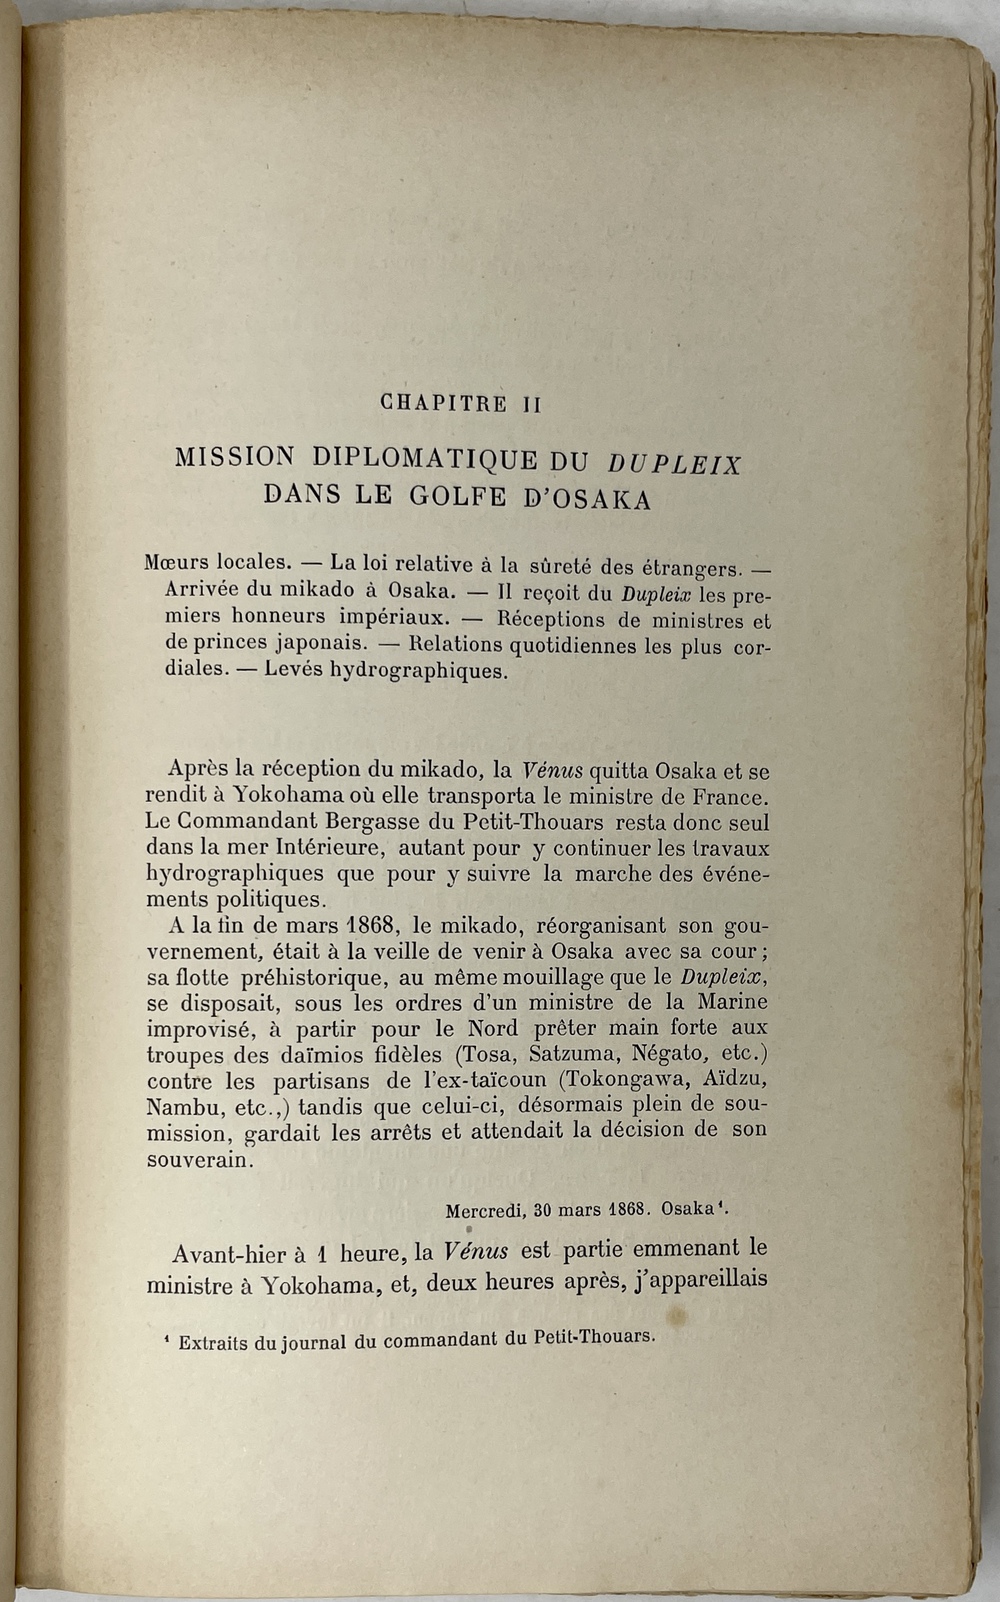 CHAPITRE II
MISSION DIPLOMATIQUE DU DUPLEIX
DANS LE GOLFE D'OSAKA
Mœurs locales. — La loi relative à la sûreté des étrangers. —
Arrivée du mikado à Osaka. — Il reçoit du Dupleix les pre-
miers honneurs impériaux. — Réceptions de ministres et
de princes japonais. — Relations quotidiennes les plus cor-
diales. — Levés hydrographiques.
Après la réception du mikado, la Vénus quitta Osaka et se
rendit à Yokohama où elle transporta le ministre de France.
Le Commandant Bergasse du Petit-Thouars resta donc seul
dans la mer Intérieure, autant pour y continuer les travaux
hydrographiques que pour y suivre la marche des événe-
ments politiques.
A la fin de mars 1868, le mikado, réorganisant son gou-
vernement, était à la veille de venir à Osaka avec sa cour ;
sa flotte préhistorique, au même mouillage que le Dupleix,
se disposait, sous les ordres d'un ministre de la Marine
improvisé, à partir pour le Nord prêter main forte aux
troupes des daïmios fidèles (Tosa, Satzuma, Négato, etc.)
contre les partisans de l'ex-taïcoun (Tokongawa, Aïdzu,
Nambu, etc.,) tandis que celui-ci, désormais plein de sou-
mission, gardait les arrêts et attendait la décision de son
souverain.
Mercredi, 30 mars 1868. Osaka¹.
Avant-hier à 1 heure, la Vénus est partie emmenant le
ministre à Yokohama, et, deux heures après, j'appareillais
¹ Extraits du journal du commandant du Petit-Thouars.